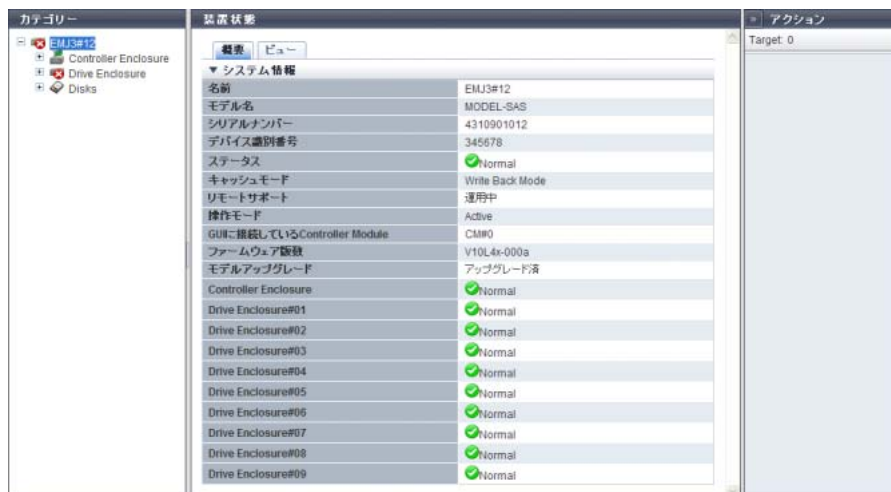 カテゴリー
EMJ3#12
Controller Enclosure
Drive Enclosure
Disks
装置状態
概要 ビュー
▼ システム情報
名前 EMJ3#12
モデル名 MODEL-SAS
シリアルナンバー 4310901012
デバイス識別番号 345678
ステータス Normal
キャッシュモード Write Back Mode
リモートサポート 運用中
操作モード Active
GUIに接続しているController Module CM#0
ファームウェア版数 V10L4x-000a
モデルアップグレード アップグレード済
Controller Enclosure Normal
Drive Enclosure#01 Normal
Drive Enclosure#02 Normal
Drive Enclosure#03 Normal
Drive Enclosure#04 Normal
Drive Enclosure#05 Normal
Drive Enclosure#06 Normal
Drive Enclosure#07 Normal
Drive Enclosure#08 Normal
Drive Enclosure#09 Normal
» アクション
Target: 0